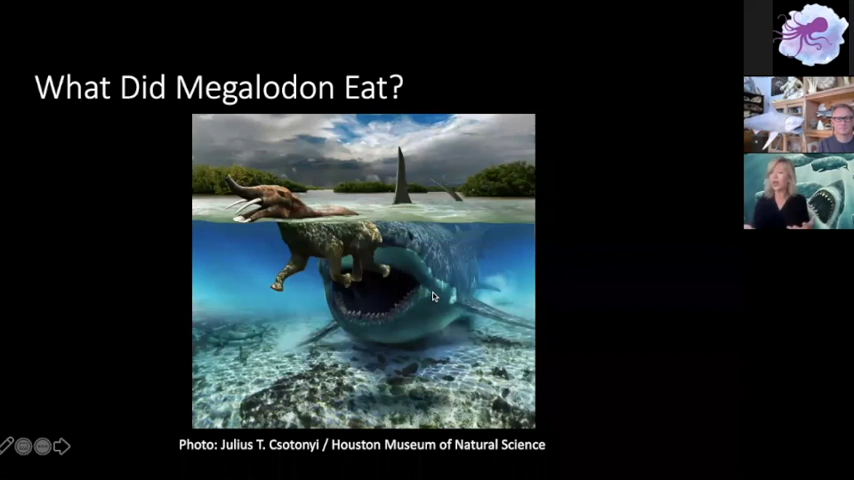 What Did Megalodon Eat?
Photo: Julius T. Csotonyi / Houston Museum of Natural Science